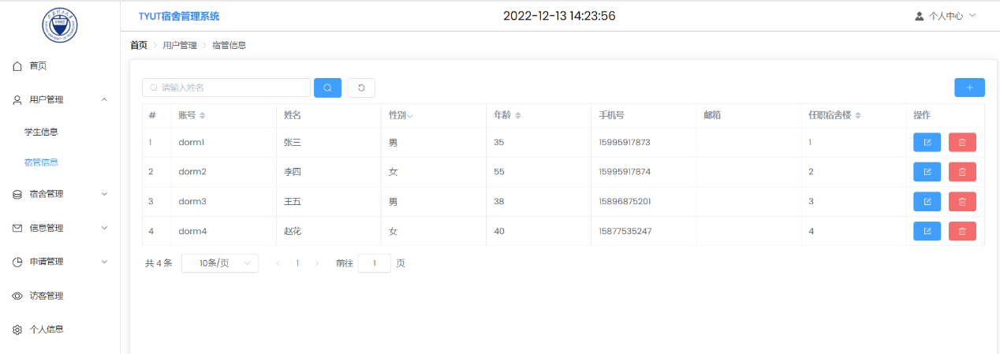 1902
TYUT宿舍管理系统
2022-12-13 14:23:56
个人中心
首页
用户管理
学生信息
宿管信息
宿舍管理
信息管理
申请管理
访客管理
个人信息
首页 > 用户管理 > 宿管信息
请输入姓名
# 账号 姓名 性别 年龄 手机号 邮箱 任职宿舍楼 操作
1 dorm1 张三 男 35 15995917873 1
2 dorm2 李四 女 55 15995917874 2
3 dorm3 王五 男 38 15896875201 3
4 dorm4 赵花 女 40 15877535247 4
共 4 条 10条/页 < 1 > 前往 1 页